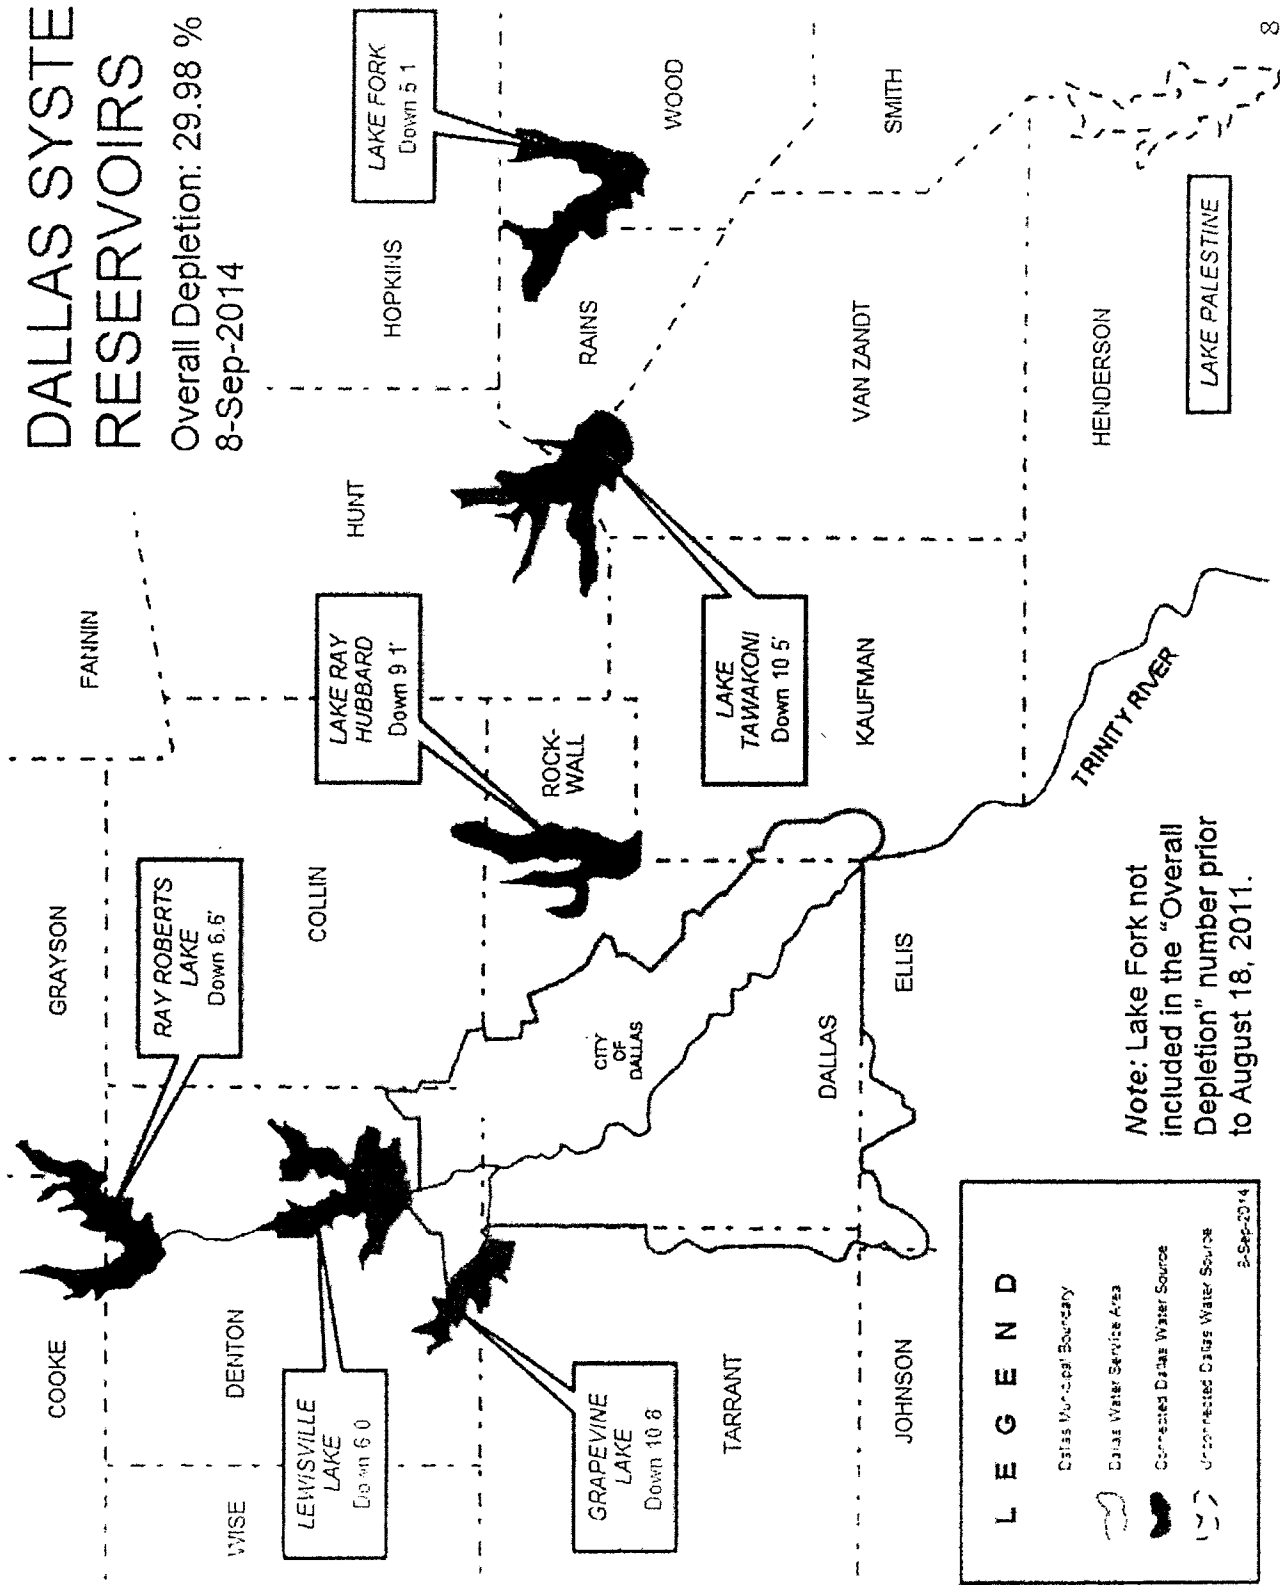 DALLAS SYSTE
RESERVOIRS
Overall Depletion: 29.98 %
8-Sep-2014
FANNIN
GRAYSON
COOKE
RAY ROBERTS
LAKE
Down 6.6'
LAKE RAY
HUBBARD
Down 9 1'
LAKE FORK
Down 5 1
HUNT
HOPKINS
COLLIN
DENTON
WISE
LEWISVILLE
LAKE
Down 6 0
ROCK-
WALL
RAINS
WOOD
GRAPEVINE
LAKE
Down 10 8
CITY
OF
DALLAS
LAKE
TAWAKONI
Down 10 5'
TARRANT
DALLAS
KAUFMAN
VAN ZANDT
SMITH
JOHNSON
ELLIS
TRINITY RIVER
HENDERSON
LAKE PALESTINE
Note: Lake Fork not
included in the "Overall
Depletion" number prior
to August 18, 2011.
LEGEND
Dallas Municipal Boundary
Dallas Water Service Area
Connected Dallas Water Source
Unconnected Dallas Water Source
8-Sep-2014
8